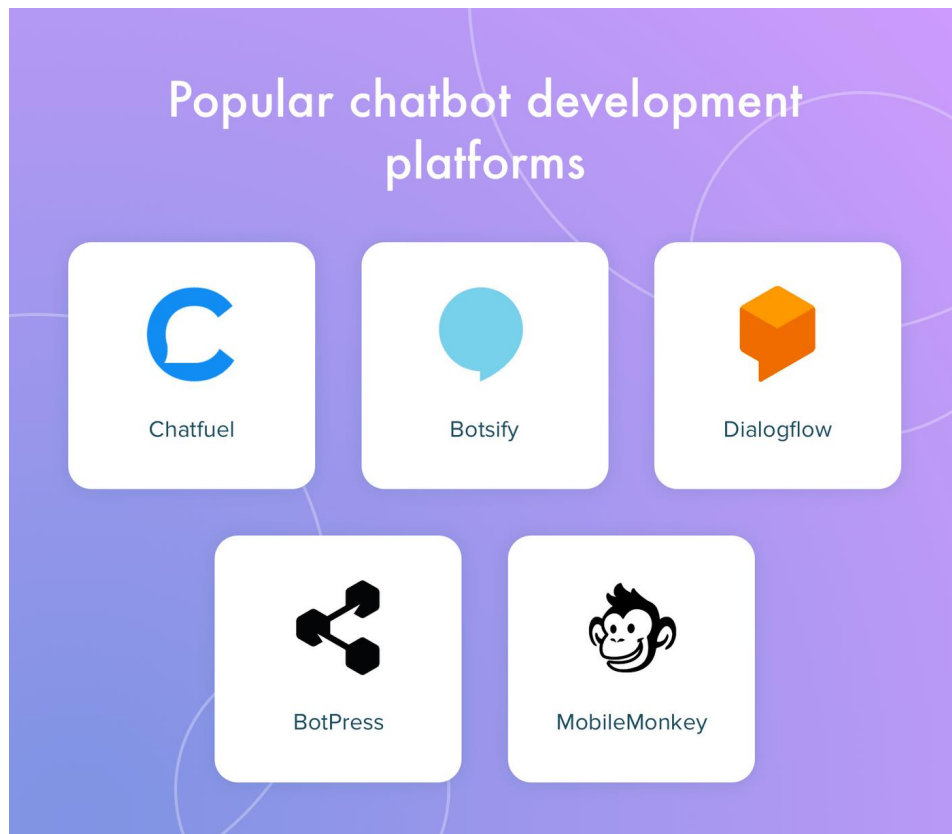 Popular chatbot development
platforms
Chatfuel
Botsify
Dialogflow
BotPress
MobileMonkey